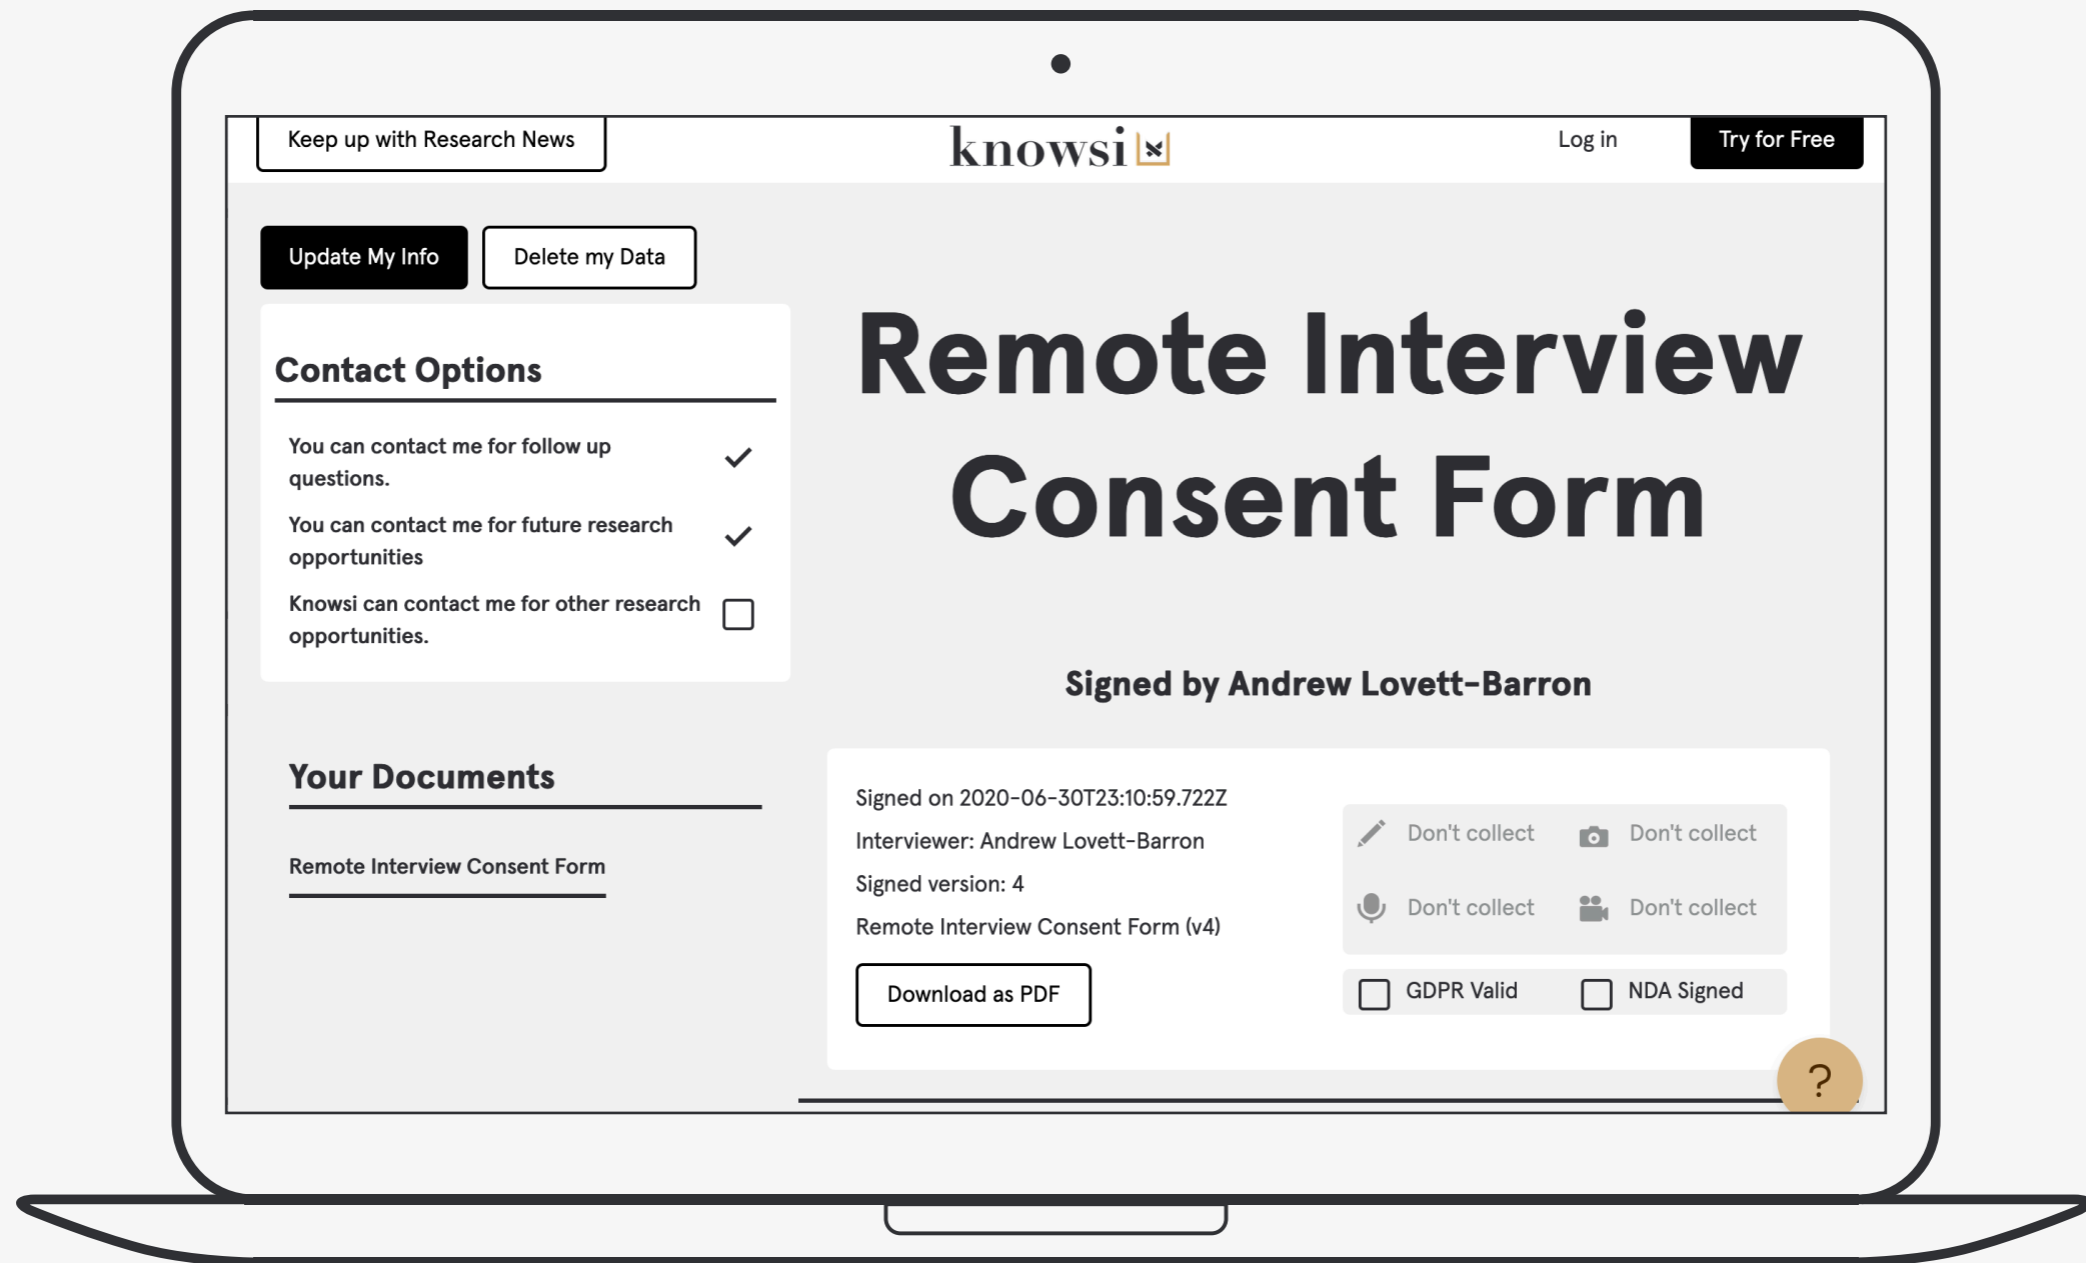 Keep up with Research News
knowsi
Log in
Try for Free
Update My Info
Delete my Data
Contact Options
You can contact me for follow up
questions.
You can contact me for future research
opportunities
Knowsi can contact me for other research
opportunities.
Your Documents
Remote Interview Consent Form
Remote Interview
Consent Form
Signed by Andrew Lovett-Barron
Signed on 2020-06-30T23:10:59.722Z
Interviewer: Andrew Lovett-Barron
Signed version: 4
Remote Interview Consent Form (v4)
Download as PDF
Don't collect
Don't collect
Don't collect
Don't collect
GDPR Valid
NDA Signed
?